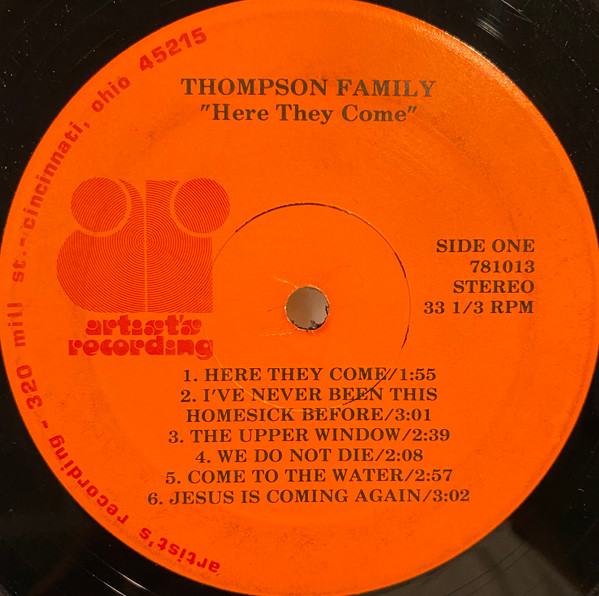 THOMPSON FAMILY
"Here They Come"
SIDE ONE
781013
STEREO
33 1/3 RPM
artist's
recording
1. HERE THEY COME/1:55
2. I'VE NEVER BEEN THIS
HOMESICK BEFORE/3:01
3. THE UPPER WINDOW/2:39
4. WE DO NOT DIE/2:08
5. COME TO THE WATER/2:57
6. JESUS IS COMING AGAIN/3:02
artist's recording - 320 mill st. - cincinnati, ohio 45215